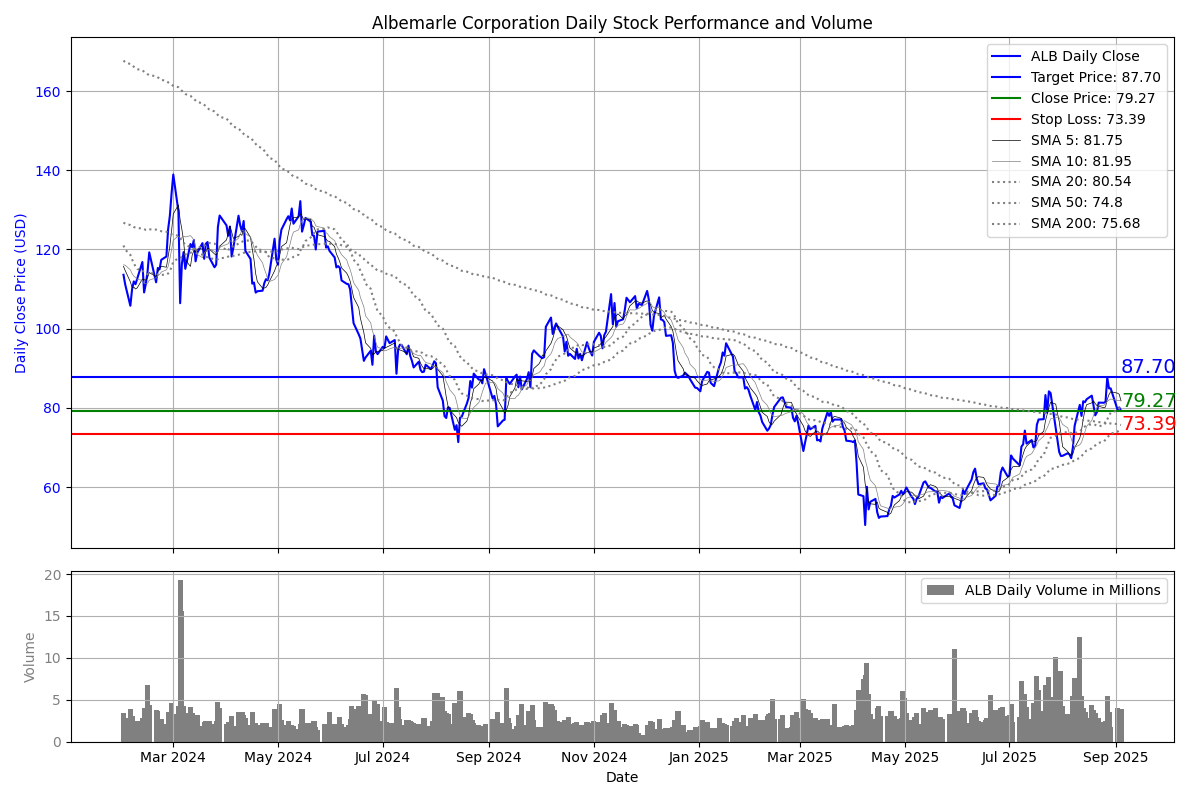 Albemarle Corporation Daily Stock Performance and Volume
Daily Close Price (USD)
160
140
120
100
80
60
ALB Daily Close
Target Price: 87.70
Close Price: 79.27
Stop Loss: 73.39
SMA 5: 81.75
SMA 10: 81.95
SMA 20: 80.54
SMA 50: 74.8
SMA 200: 75.68
87.70
79.27
73.39
Volume
20
15
10
5
0
ALB Daily Volume in Millions
Mar 2024 May 2024 Jul 2024 Sep 2024 Nov 2024 Jan 2025 Mar 2025 May 2025 Jul 2025 Sep 2025
Date